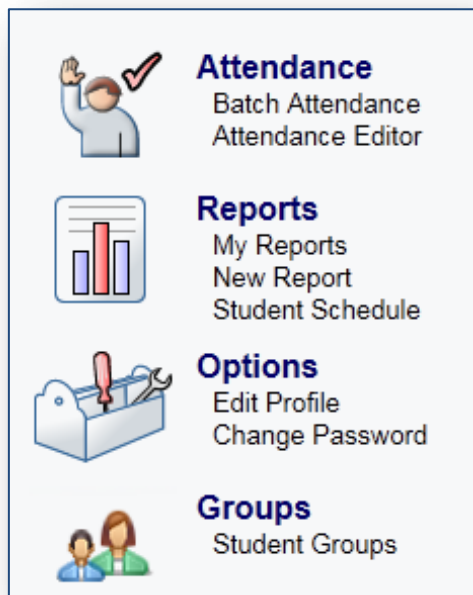 Attendance
Batch Attendance
Attendance Editor
Reports
My Reports
New Report
Student Schedule
Options
Edit Profile
Change Password
Groups
Student Groups